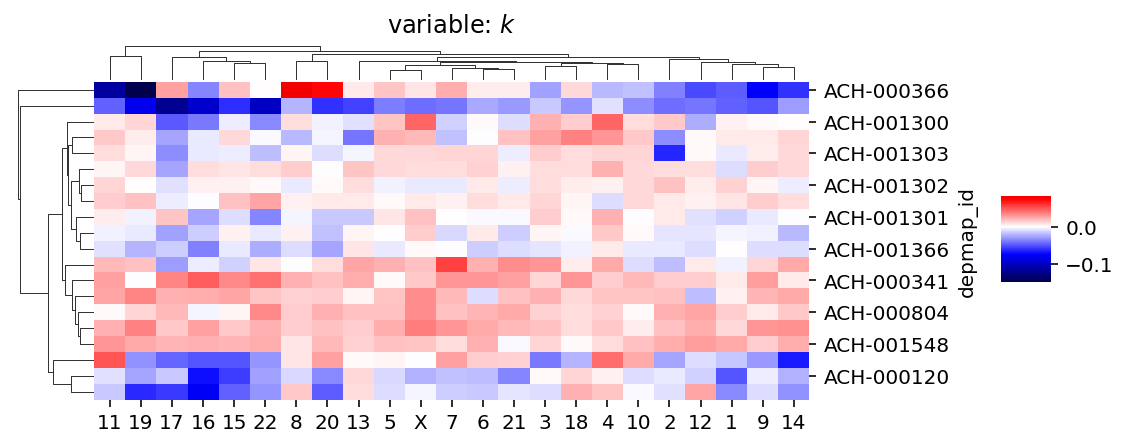 variable: k
ACH-000366
ACH-001300
ACH-001303
ACH-001302
ACH-001301
ACH-001366
ACH-000341
ACH-000804
ACH-001548
ACH-000120
depmap_id
0.0
−0.1
11 19 17 16 15 22 8 20 13 5 X 7 6 21 3 18 4 10 2 12 1 9 14